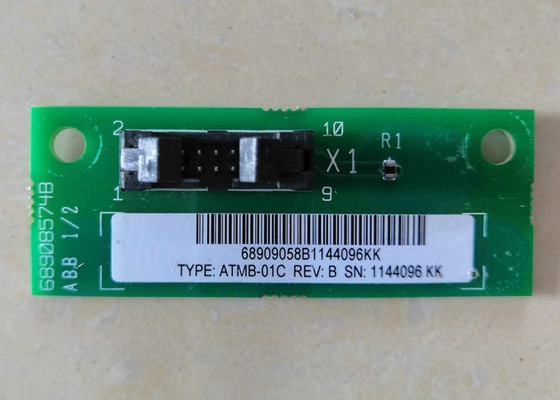 2 10
R1
X1
1 9
68908574B
ABB 1/2
68909058B1144096KK
TYPE: ATMB-01C REV: B SN: 1144096 KK